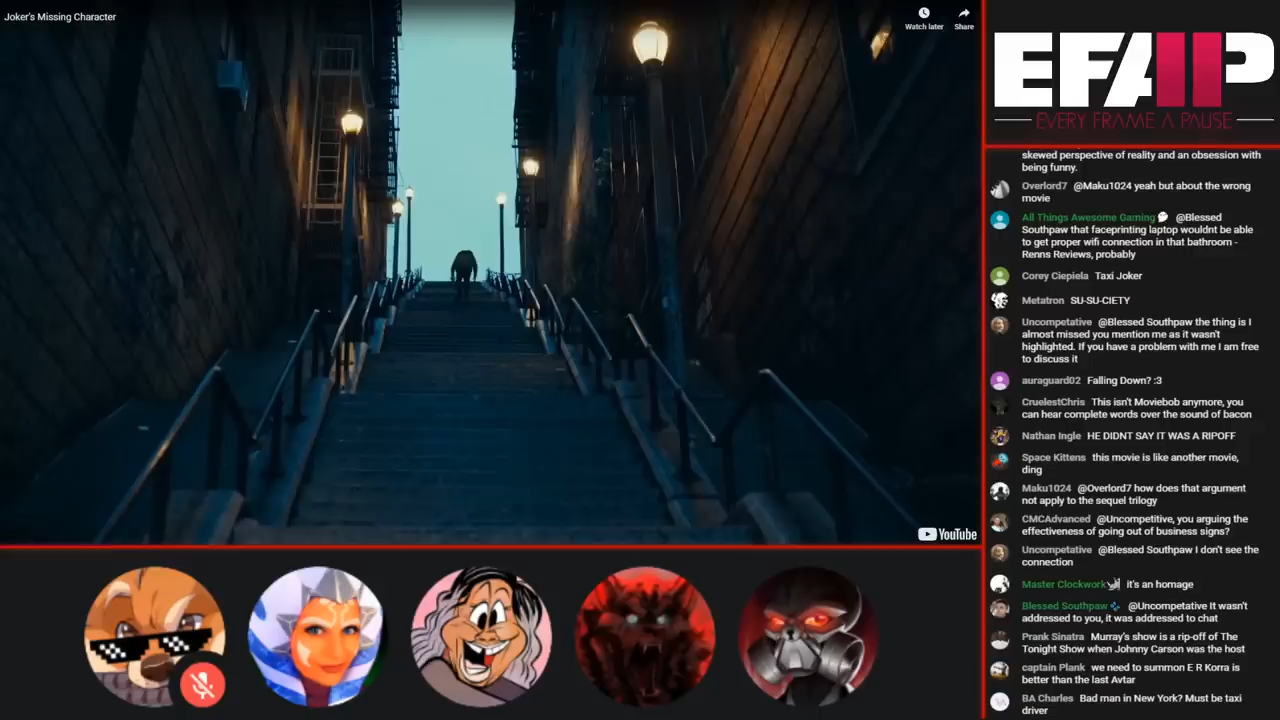 Joker's Missing Character
Watch later
Share
YouTube
EFAP
EVERY FRAME A PAUSE
skewed perspective of reality and an obsession with
being funny.
Overlord7 @Maku1024 yeah but about the wrong
movie
All Things Awesome Gaming @Blessed
Southpaw that faceprinting laptop wouldnt be able
to get proper wifi connection in that bathroom -
Renns Reviews, probably
Corey Ciepiela Taxi Joker
Metatron SU-SU-CIETY
Uncompetative @Blessed Southpaw the thing is I
almost missed you mention me as it wasn't
highlighted. If you have a problem with me I am free
to discuss it
auraguard02 Falling Down? :3
CruelestChris This isn't Moviebob anymore, you
can hear complete words over the sound of bacon
Nathan Ingle HE DIDNT SAY IT WAS A RIPOFF
Space Kittens this movie is like another movie,
ding
Maku1024 @Overlord7 how does that argument
not apply to the sequel trilogy
CMCAdvanced @Uncompetitive, you arguing the
effectiveness of going out of business signs?
Uncompetative @Blessed Southpaw I don't see the
connection
Master Clockwork it's an homage
Blessed Southpaw @Uncompetative It wasn't
addressed to you, it was addressed to chat
Prank Sinatra Murray's show is a rip-off of The
Tonight Show when Johnny Carson was the host
captain Plank we need to summon E R Korra is
better than the last Avtar
BA Charles Bad man in New York? Must be taxi
driver